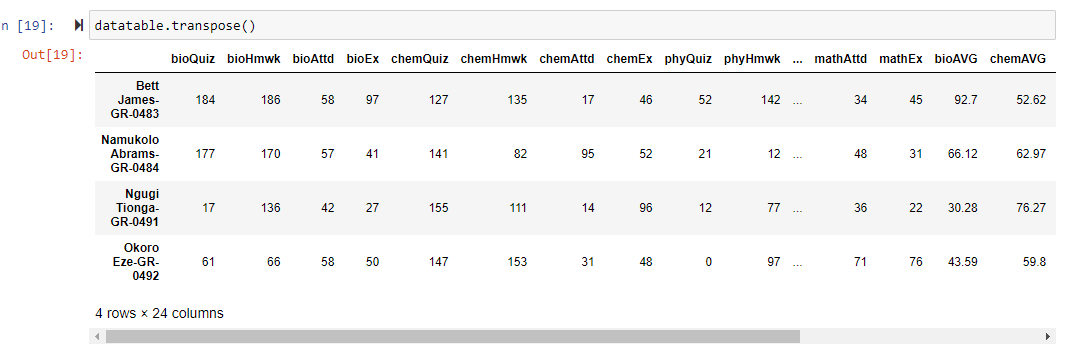 n [19]: datatable.transpose()
Out[19]:
bioQuiz bioHmwk bioAttd bioEx chemQuiz chemHmwk chemAttd chemEx phyQuiz phyHmwk ... mathAttd mathEx bioAVG chemAVG
Bett
James- 184 186 58 97 127 135 17 46 52 142 ... 34 45 92.7 52.62
GR-0483
Namukolo
Abrams- 177 170 57 41 141 82 95 52 21 12 ... 48 31 66.12 62.97
GR-0484
Ngugi
Tionga- 17 136 42 27 155 111 14 96 12 77 ... 36 22 30.28 76.27
GR-0491
Okoro
Eze-GR- 61 66 58 50 147 153 31 48 0 97 ... 71 76 43.59 59.8
0492
4 rows × 24 columns